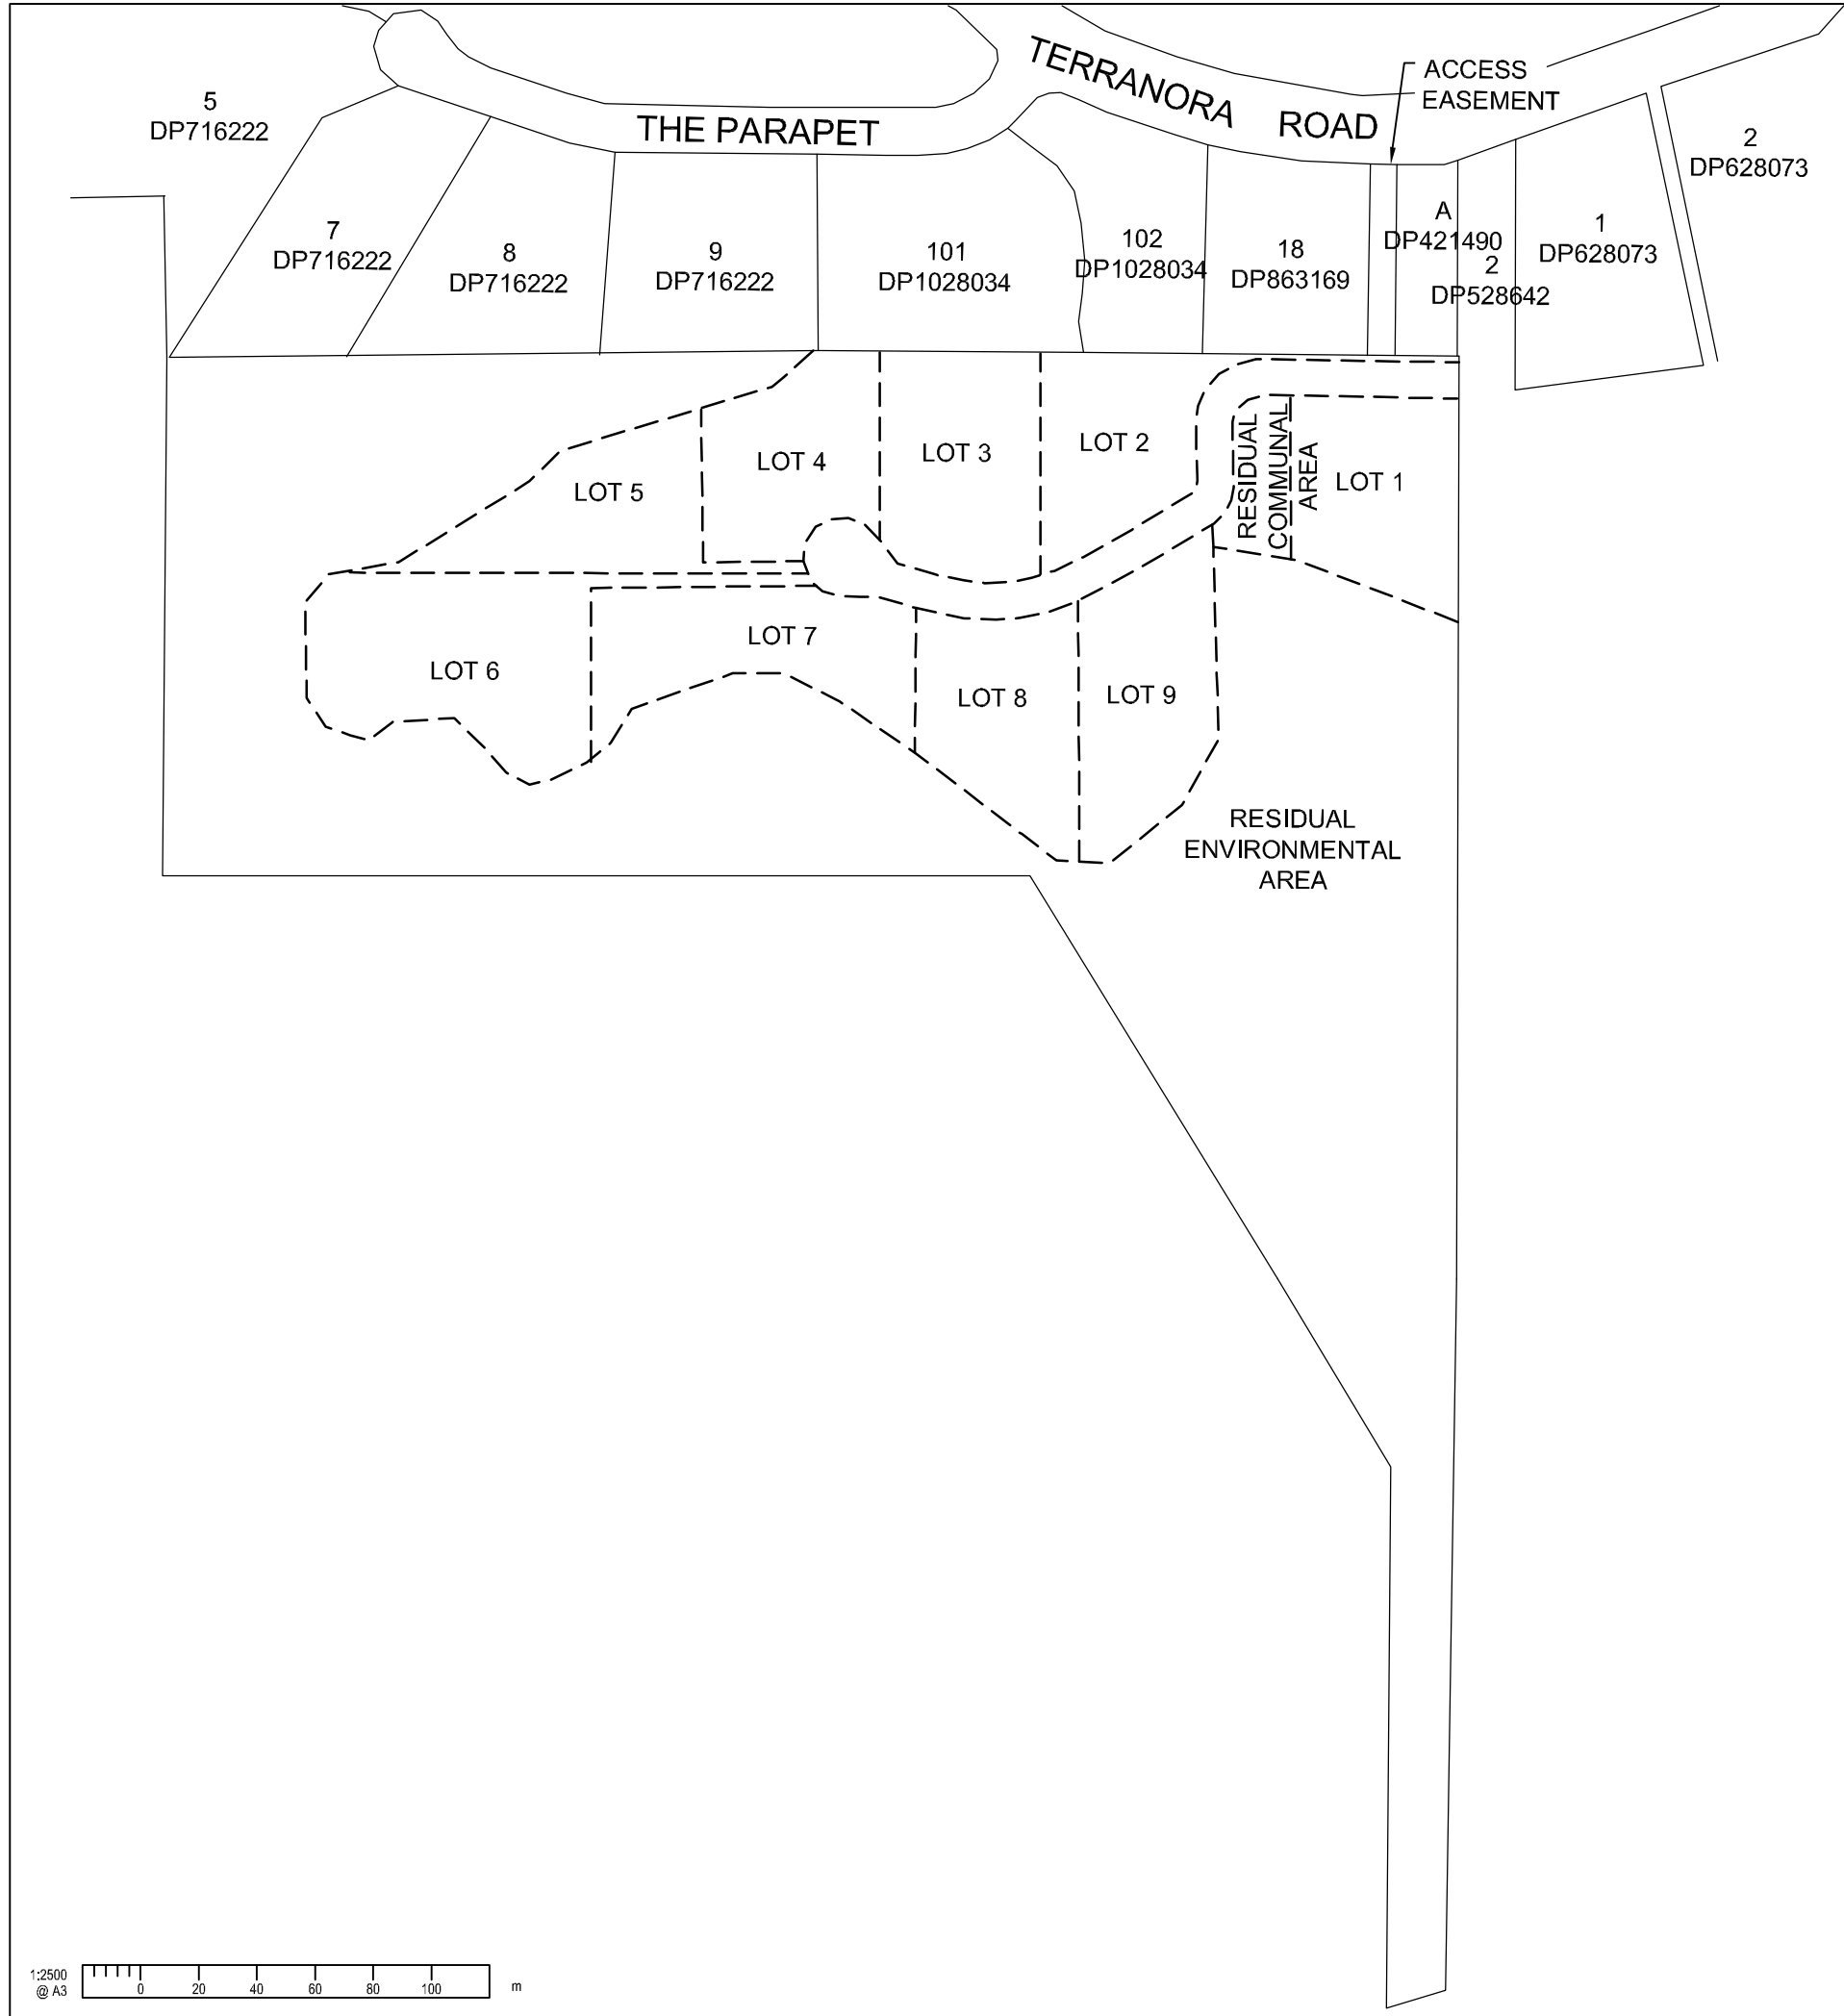 TERRANORA ROAD
THE PARAPET
ACCESS
EASEMENT
5
DP716222
7
DP716222
8
DP716222
9
DP716222
101
DP1028034
102
DP1028034
18
DP863169
A
DP421490
2
DP528642
1
DP628073
2
DP628073
LOT 5
LOT 4
LOT 3
LOT 2
RESIDUAL
COMMUNAL
AREA
LOT 1
LOT 6
LOT 7
LOT 8
LOT 9
RESIDUAL
ENVIRONMENTAL
AREA
1:2500
@ A3
0 20 40 60 80 100 m